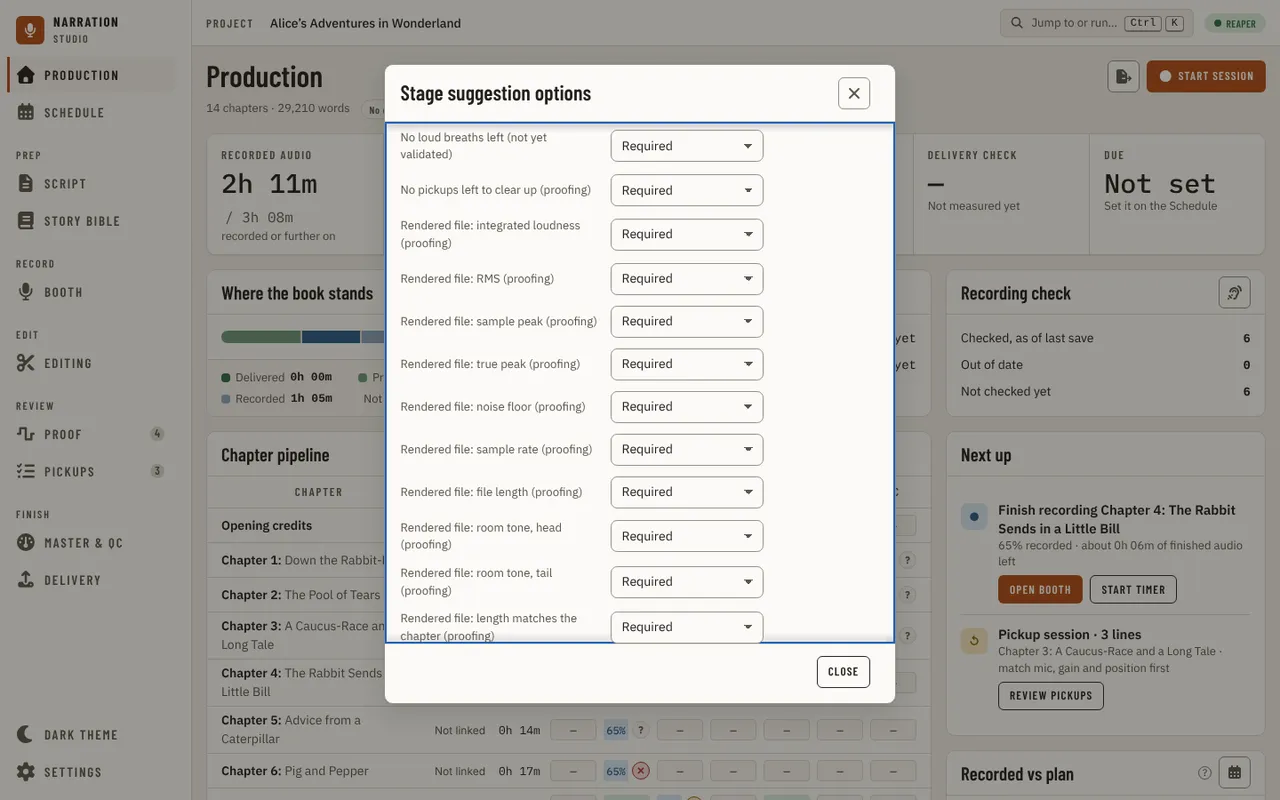 NARRATION
STUDIO
PROJECT Alice's Adventures in Wonderland
Jump to or run... Ctrl K
REAPER
PRODUCTION
SCHEDULE
PREP
SCRIPT
STORY BIBLE
RECORD
BOOTH
EDIT
EDITING
REVIEW
PROOF 4
PICKUPS 3
FINISH
MASTER & QC
DELIVERY
DARK THEME
SETTINGS
Production
14 chapters · 29,210 words
START SESSION
RECORDED AUDIO
2h 11m
/ 3h 08m
recorded or further on
DELIVERY CHECK
—
Not measured yet
DUE
Not set
Set it on the Schedule
Where the book stands
Delivered 0h 00m
Recorded 1h 05m
Recording check
Checked, as of last save 6
Out of date 0
Not checked yet 6
Chapter pipeline
CHAPTER
Opening credits
Chapter 1: Down the Rabbit-
Chapter 2: The Pool of Tears
?
?
Chapter 3: A Caucus-Race an
Long Tale
?
Chapter 4: The Rabbit Sends
Little Bill
Chapter 5: Advice from a
Caterpillar
Not linked 0h 14m – 65% ? – – – – –
Chapter 6: Pig and Pepper Not linked 0h 17m – 65% – – – – –
Next up
Finish recording Chapter 4: The Rabbit
Sends in a Little Bill
65% recorded · about 0h 06m of finished audio
left
OPEN BOOTH START TIMER
Pickup session · 3 lines
Chapter 3: A Caucus-Race and a Long Tale ·
match mic, gain and position first
REVIEW PICKUPS
Recorded vs plan ?
Stage suggestion options
No loud breaths left (not yet
validated)
Required
No pickups left to clear up (proofing) Required
Rendered file: integrated loudness
(proofing)
Required
Rendered file: RMS (proofing) Required
Rendered file: sample peak (proofing) Required
Rendered file: true peak (proofing) Required
Rendered file: noise floor (proofing) Required
Rendered file: sample rate (proofing) Required
Rendered file: file length (proofing) Required
Rendered file: room tone, head
(proofing)
Required
Rendered file: room tone, tail
(proofing)
Required
Rendered file: length matches the
chapter (proofing)
Required
CLOSE